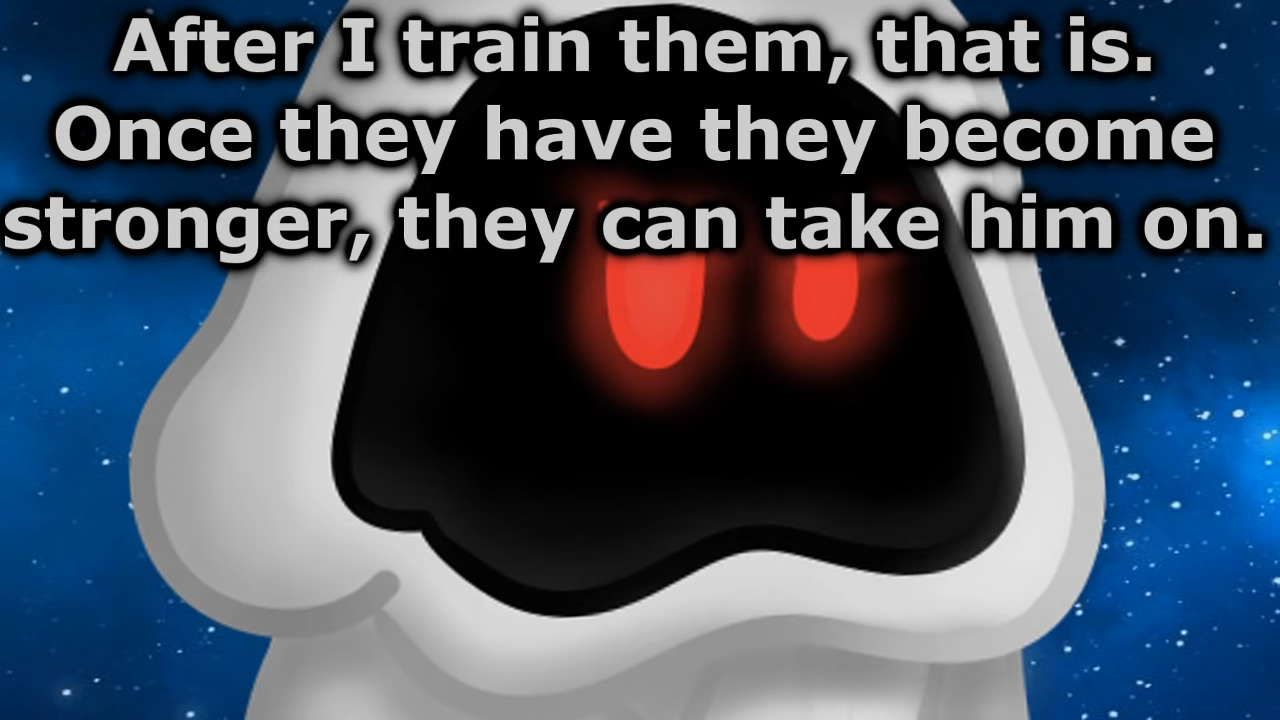 After I train them, that is.
Once they have they become
stronger, they can take him on.